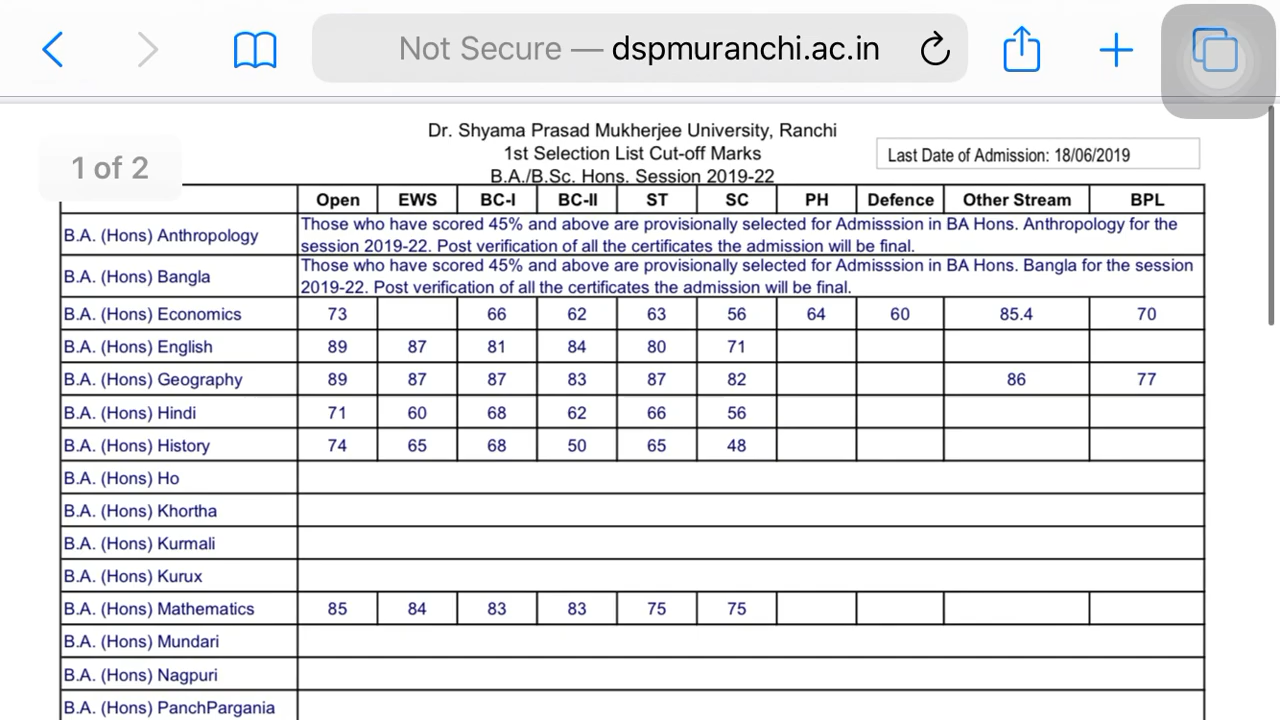 Not Secure — dspmuranchi.ac.in
1 of 2
Dr. Shyama Prasad Mukherjee University, Ranchi
1st Selection List Cut-off Marks
B.A./B.Sc. Hons. Session 2019-22
Last Date of Admission: 18/06/2019
Open EWS BC-I BC-II ST SC PH Defence Other Stream BPL
B.A. (Hons) Anthropology Those who have scored 45% and above are provisionally selected for Admisssion in BA Hons. Anthropology for the
session 2019-22. Post verification of all the certificates the admission will be final.
B.A. (Hons) Bangla Those who have scored 45% and above are provisionally selected for Admisssion in BA Hons. Bangla for the session
2019-22. Post verification of all the certificates the admission will be final.
B.A. (Hons) Economics 73 66 62 63 56 64 60 85.4 70
B.A. (Hons) English 89 87 81 84 80 71
B.A. (Hons) Geography 89 87 87 83 87 82 86 77
B.A. (Hons) Hindi 71 60 68 62 66 56
B.A. (Hons) History 74 65 68 50 65 48
B.A. (Hons) Ho
B.A. (Hons) Khortha
B.A. (Hons) Kurmali
B.A. (Hons) Kurux
B.A. (Hons) Mathematics 85 84 83 83 75 75
B.A. (Hons) Mundari
B.A. (Hons) Nagpuri
B.A. (Hons) PanchPargania